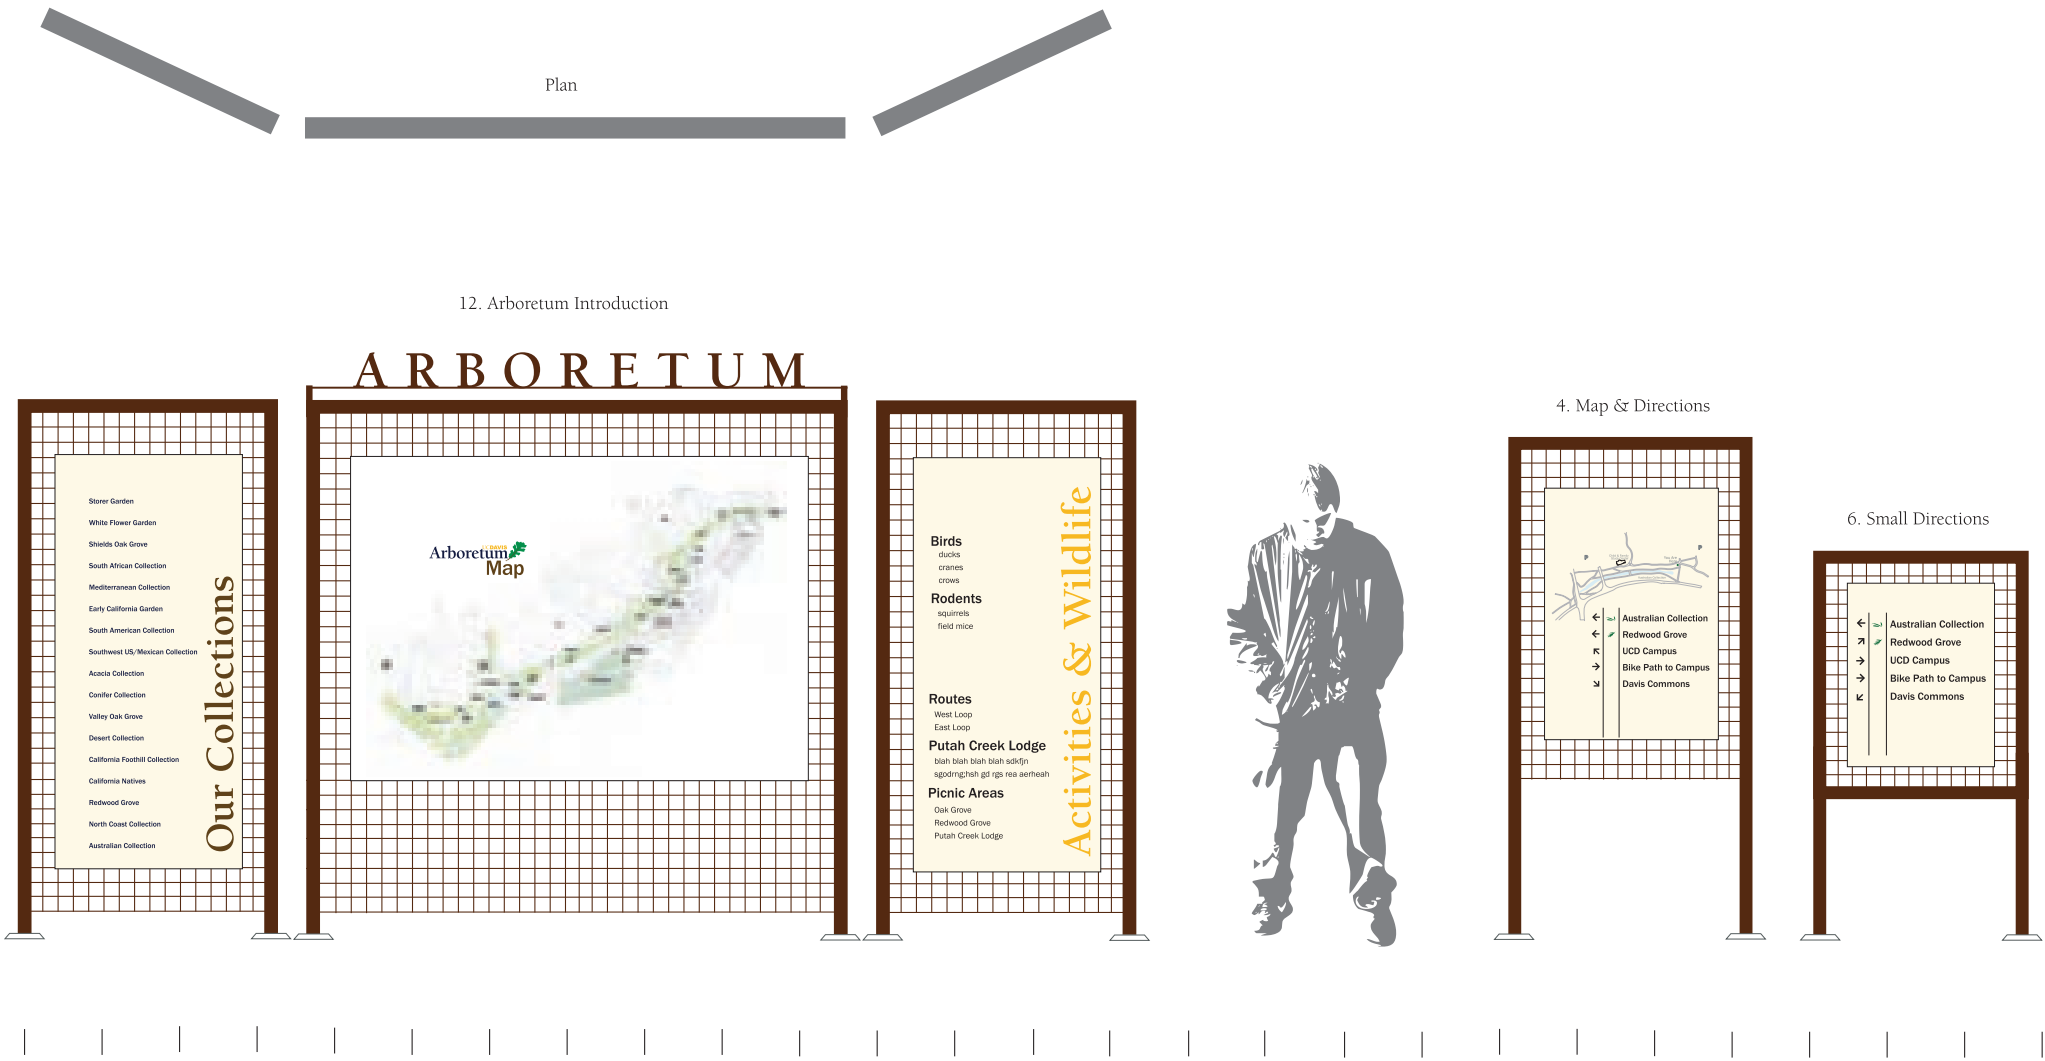 Plan
12. Arboretum Introduction
ARBORETUM
Storer Garden
White Flower Garden
Shields Oak Grove
South African Collection
Mediterranean Collection
Early California Garden
South American Collection
Southwest US/Mexican Collection
Acacia Collection
Conifer Collection
Valley Oak Grove
Desert Collection
California Foothill Collection
California Natives
Redwood Grove
North Coast Collection
Australian Collection
Our Collections
UC DAVIS
Arboretum
Map
Birds
ducks
cranes
crows
Rodents
squirrels
field mice
Routes
West Loop
East Loop
Putah Creek Lodge
blah blah blah blah sdkfjn
sgodrng;hsh gd rgs rea aerheah
Picnic Areas
Oak Grove
Redwood Grove
Putah Creek Lodge
Activities & Wildlife
4. Map & Directions
P
P
Australian Collection
Redwood Grove
UCD Campus
Bike Path to Campus
Davis Commons
6. Small Directions
Australian Collection
Redwood Grove
UCD Campus
Bike Path to Campus
Davis Commons